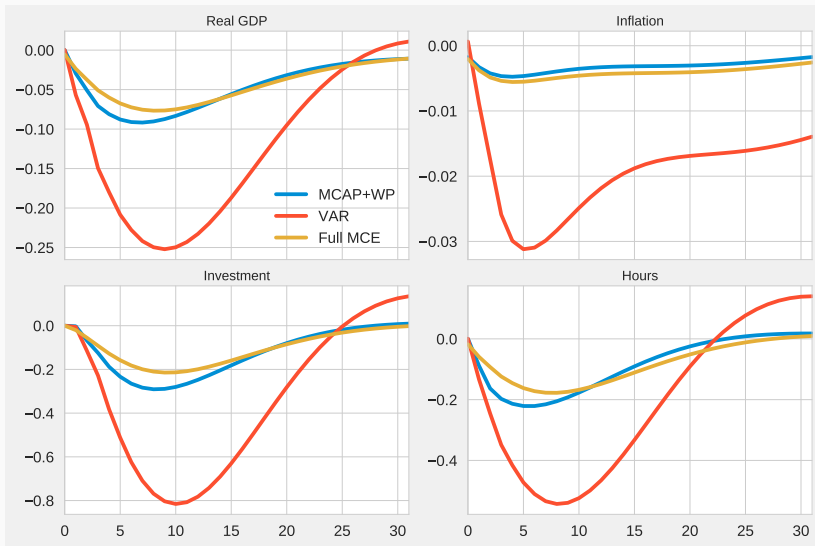 Real GDP
0.00
−0.05
−0.10
−0.15
−0.20
−0.25
MCAP+WP
VAR
Full MCE
Inflation
0.00
−0.01
−0.02
−0.03
Investment
0.0
−0.2
−0.4
−0.6
−0.8
0 5 10 15 20 25 30
Hours
0.0
−0.2
−0.4
0 5 10 15 20 25 30